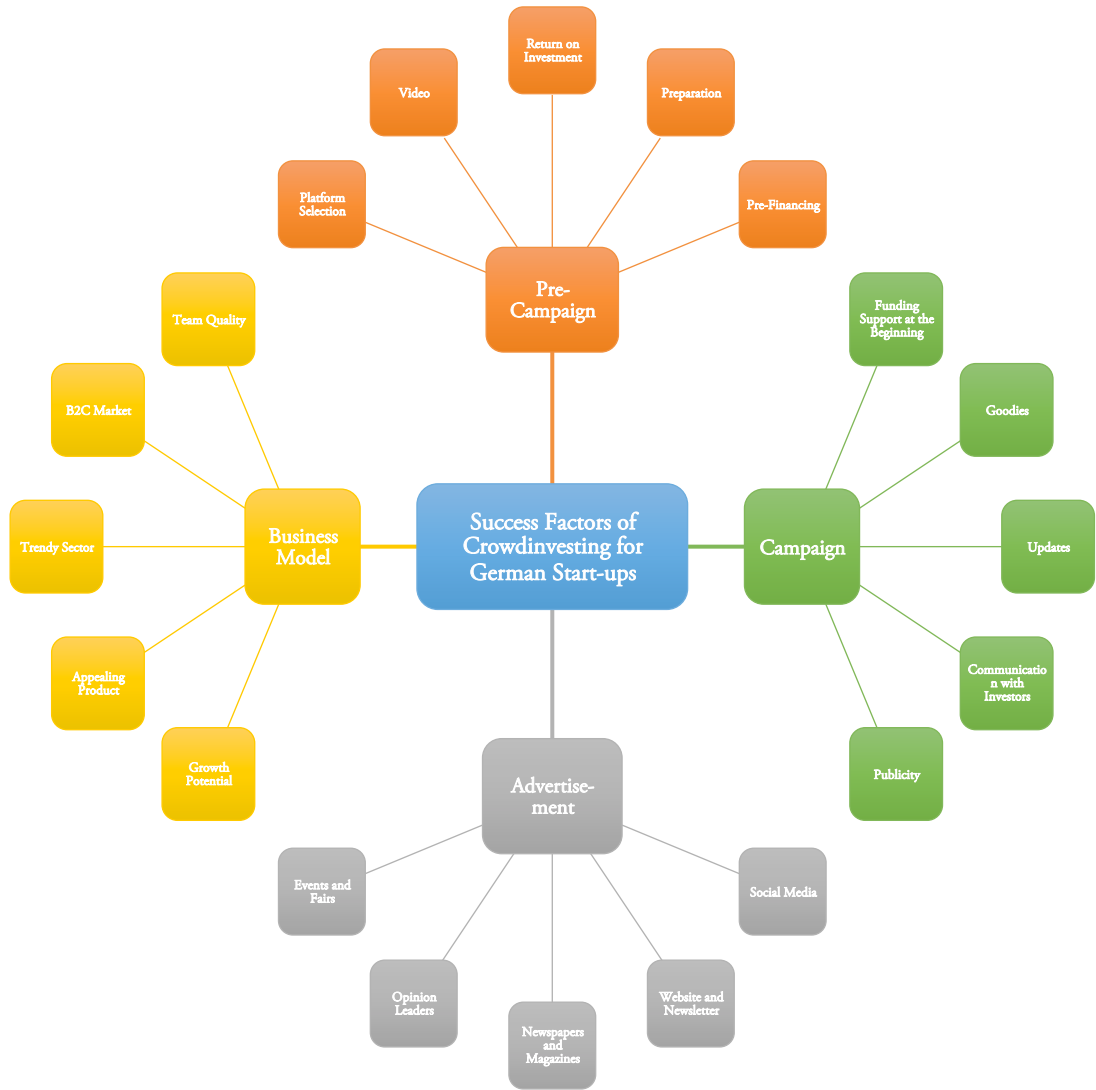 Return on
Investment
Video
Preparation
Platform
Selection
Pre-Financing
Pre-
Campaign
Team Quality
Funding
Support at the
Beginning
B2C Market
Goodies
Trendy Sector
Business
Model
Success Factors of
Crowdinvesting for
German Start-ups
Campaign
Updates
Appealing
Product
Communicatio
n with
Investors
Growth
Potential
Publicity
Advertise-
ment
Events and
Fairs
Social Media
Opinion
Leaders
Website and
Newsletter
Newspapers
and
Magazines